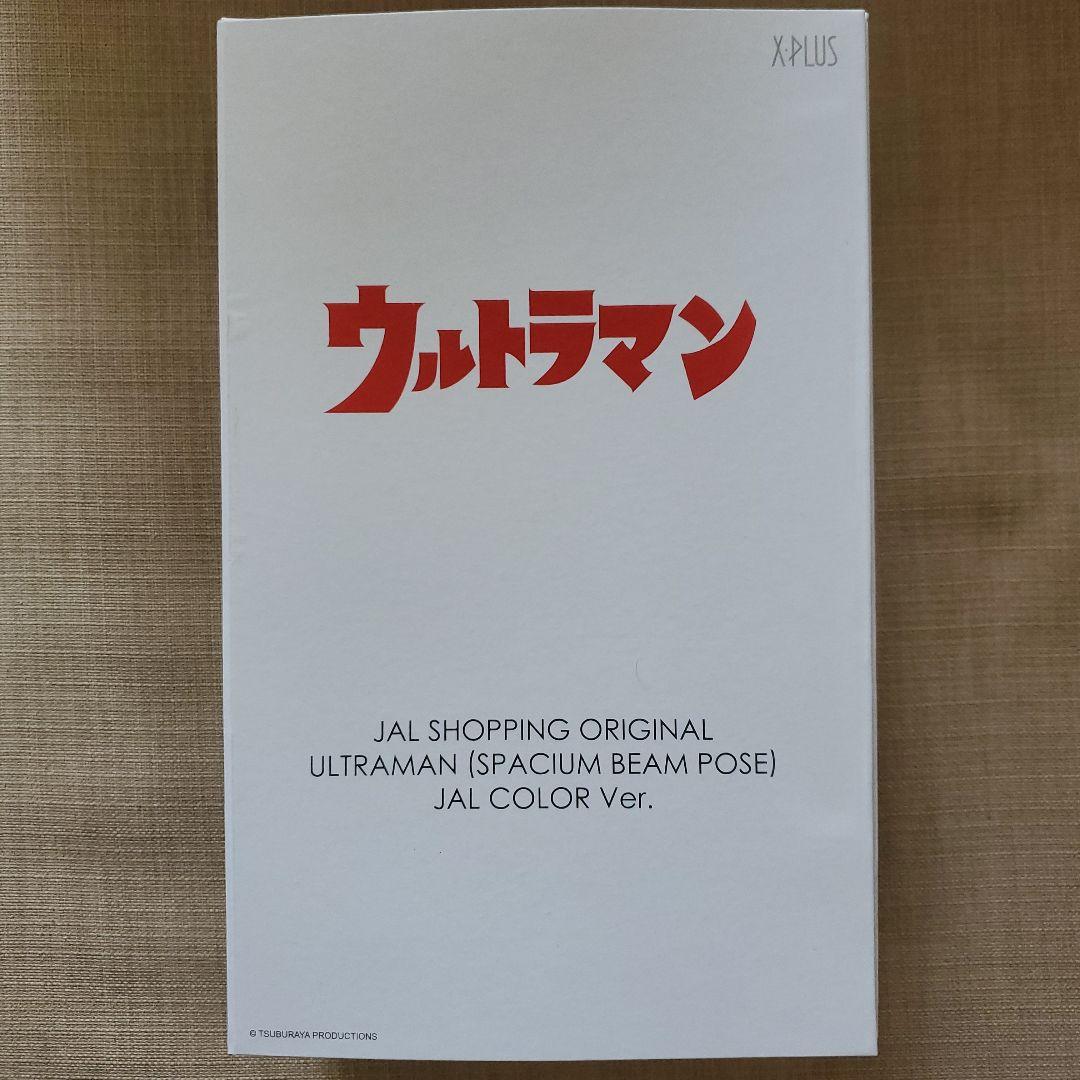 X·PLUS
ウルトラマン
JAL SHOPPING ORIGINAL
ULTRAMAN (SPACIUM BEAM POSE)
JAL COLOR Ver.
© TSUBURAYA PRODUCTIONS